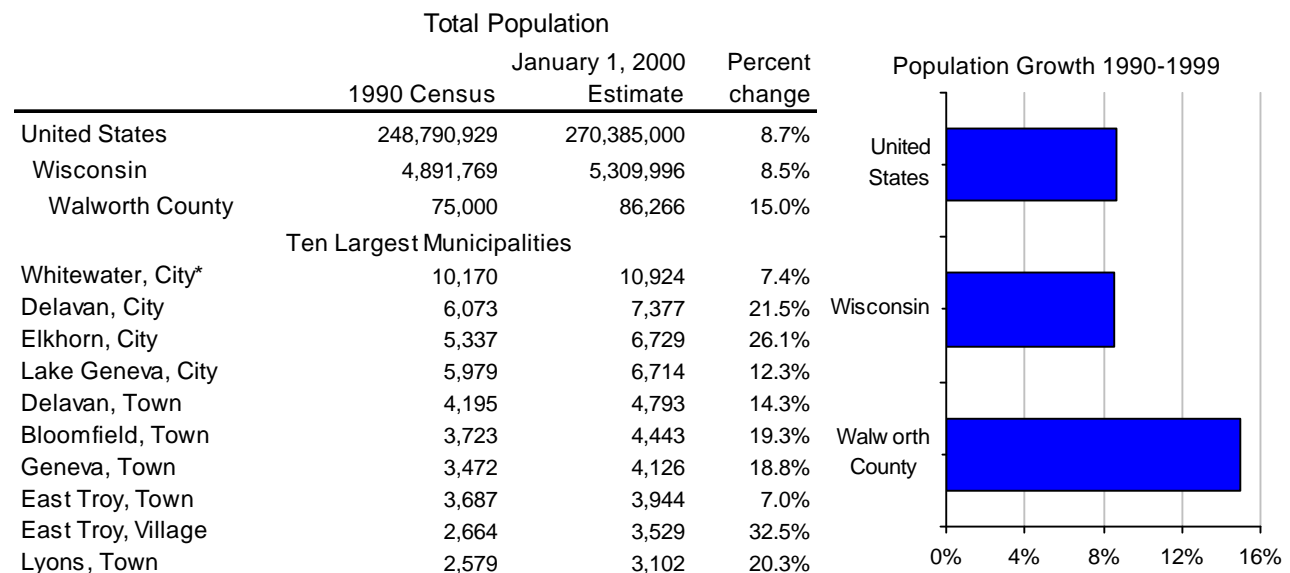 Total Population
January 1, 2000 Percent
1990 Census Estimate change
United States 248,790,929 270,385,000 8.7%
Wisconsin 4,891,769 5,309,996 8.5%
Walworth County 75,000 86,266 15.0%
Ten Largest Municipalities
Whitewater, City* 10,170 10,924 7.4%
Delavan, City 6,073 7,377 21.5%
Elkhorn, City 5,337 6,729 26.1%
Lake Geneva, City 5,979 6,714 12.3%
Delavan, Town 4,195 4,793 14.3%
Bloomfield, Town 3,723 4,443 19.3%
Geneva, Town 3,472 4,126 18.8%
East Troy, Town 3,687 3,944 7.0%
East Troy, Village 2,664 3,529 32.5%
Lyons, Town 2,579 3,102 20.3%
Population Growth 1990-1999
United
States
Wisconsin
Walworth
County
0% 4% 8% 12% 16%